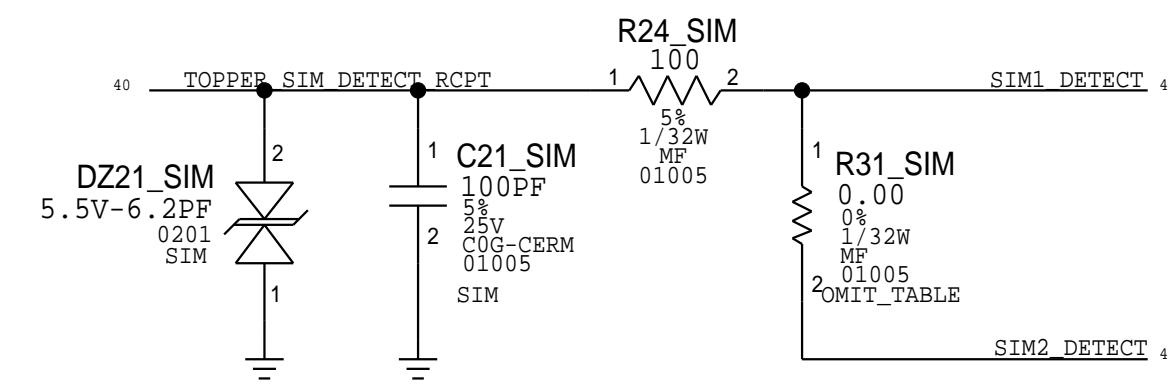 R24_SIM
100
40 TOPPER_SIM_DETECT_RCPT 1 2 SIM1_DETECT 4
5%
1/32W
MF
01005
2
DZ21_SIM
5.5V-6.2PF
0201
SIM
1
1
C21_SIM
100PF
5%
25V
C0G-CERM
01005
2
SIM
1
R31_SIM
0.00
0%
1/32W
MF
01005
2
OMIT_TABLE
SIM2_DETECT 4